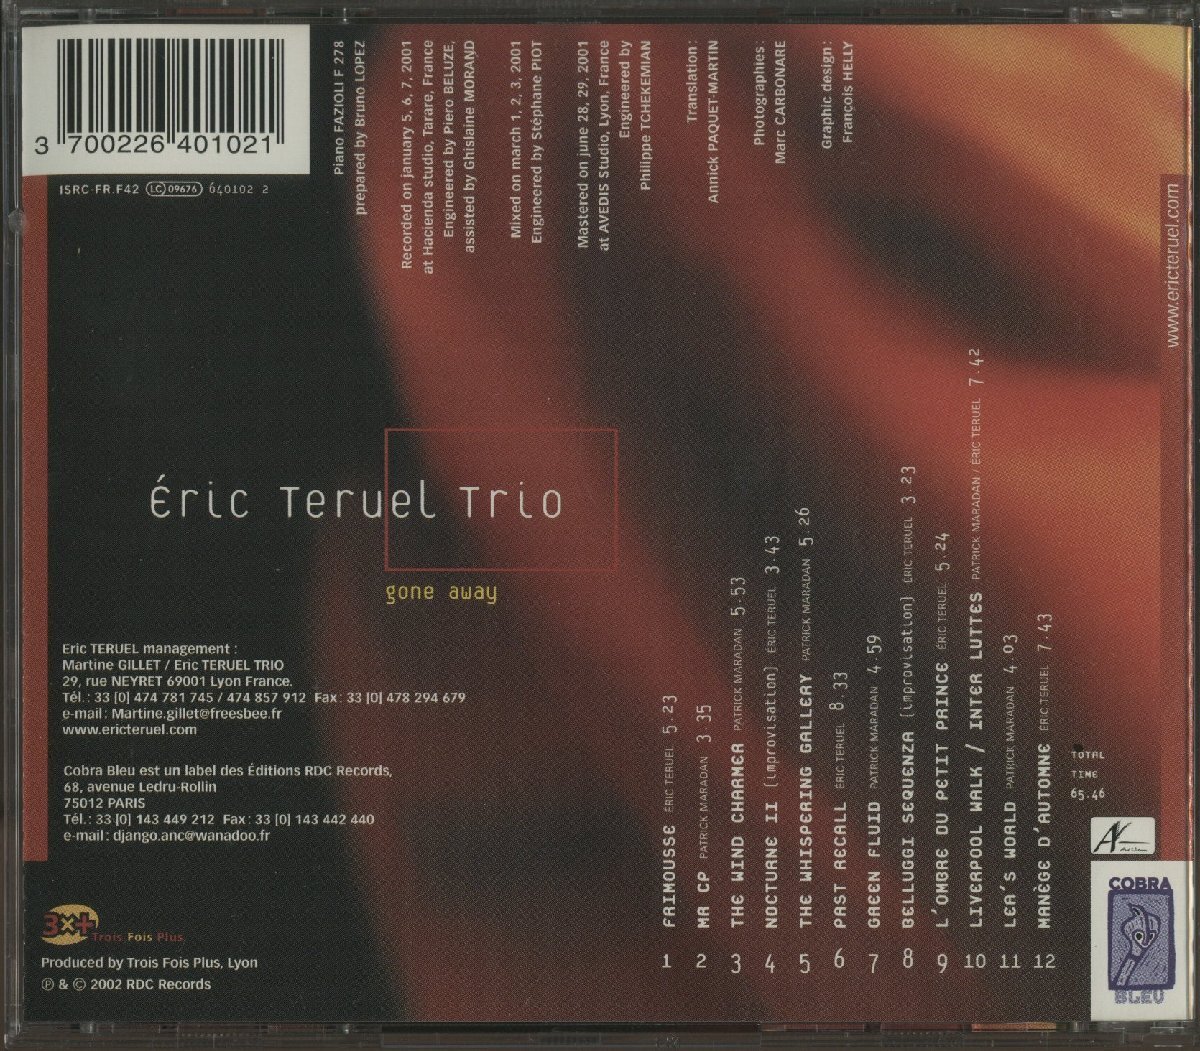 3 700226 401021
ISRC-FR.F42 LC 09676 640102 2
Piano FAZIOLI F 278
prepared by Bruno LOPEZ
Recorded on january 5, 6, 7, 2001
at Hacienda studio, Tarare, France
Engineered by Piero BELUZE,
assisted by Ghislaine MORAND
Mixed on march 1, 2, 3, 2001
Engineered by Stéphane PIOT
Mastered on june 28, 29, 2001
at AVEDIS Studio, Lyon, France
Engineered by
Philippe TCHEKEMIAN
Translation:
Annick PAQUET-MARTIN
Photographies:
Marc CARBONARE
Graphic design:
François HELLY
www.ericteruel.com
Éric Teruel Trio
gone away
Eric TERUEL management :
Martine GILLET / Eric TERUEL TRIO
29, rue NEYRET 69001 Lyon France.
Tél.: 33 [0] 474 781 745 / 474 857 912 Fax: 33 [0] 478 294 679
e-mail: Martine.gillet@freesbee.fr
www.ericteruel.com
Cobra Bleu est un label des Éditions RDC Records,
68, avenue Ledru-Rollin
75012 PARIS
Tél.: 33 [0] 143 449 212 Fax: 33 [0] 143 442 440
e-mail: django.anc@wanadoo.fr
3x+ Trois Fois Plus
Produced by Trois Fois Plus, Lyon
℗ & © 2002 RDC Records
1 FRIMOUSSE ÉRIC TERUEL 5.23
2 MA CP PATRICK MARADAN 3 35
3 THE WIND CHARMER PATRICK MARADAN 5.53
4 NOCTURNE II (improvisation) ÉRIC TERUEL 3.43
5 THE WHISPERING GALLERY PATRICK MARADAN 5 26
6 PAST RECALL ÉRIC TERUEL 8.33
7 GREEN FLUID PATRICK MARADAN 4 59
8 BELLUGGI SEQUENZA (improvisation) ÉRIC TERUEL 3 23
9 L'OMBRE DU PETIT PRINCE ÉRIC TERUEL 5.24
10 LIVERPOOL WALK / INTER LUTTES PATRICK MARADAN / ÉRIC TERUEL 7.42
11 LEA'S WORLD PATRICK MARADAN 4 03
12 MANÈGE D'AUTOMNE ÉRIC TERUEL 7.43
TOTAL
TIME
65.46
COBRA
BLEU